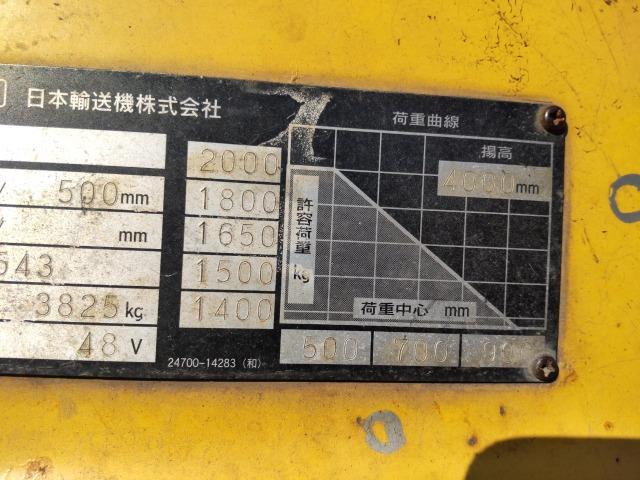 日本輸送機株式会社
荷重曲線
揚高
4000mm
2000
500mm
1800
mm
1650
許容荷重
kg
543
1500
3825kg
1400
荷重中心 mm
48 V
500
700
24700-14283 (和)